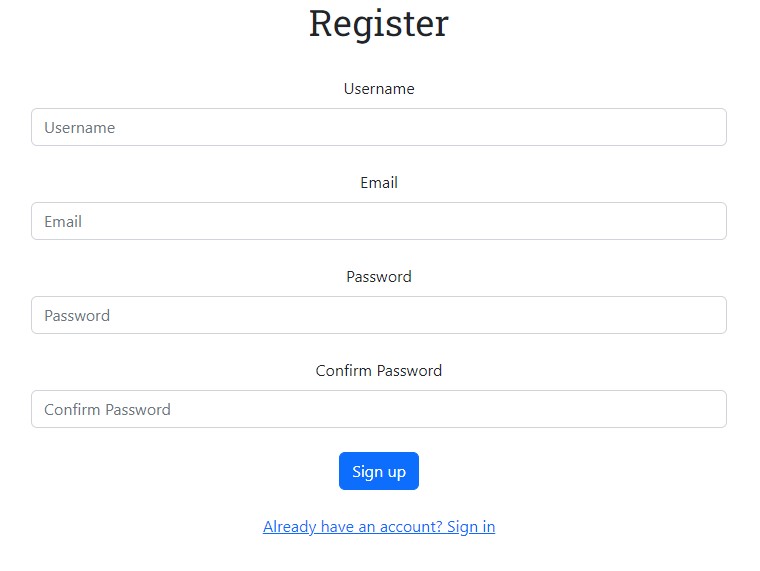 Register
Username
Username
Email
Email
Password
Password
Confirm Password
Confirm Password
Sign up
Already have an account? Sign in